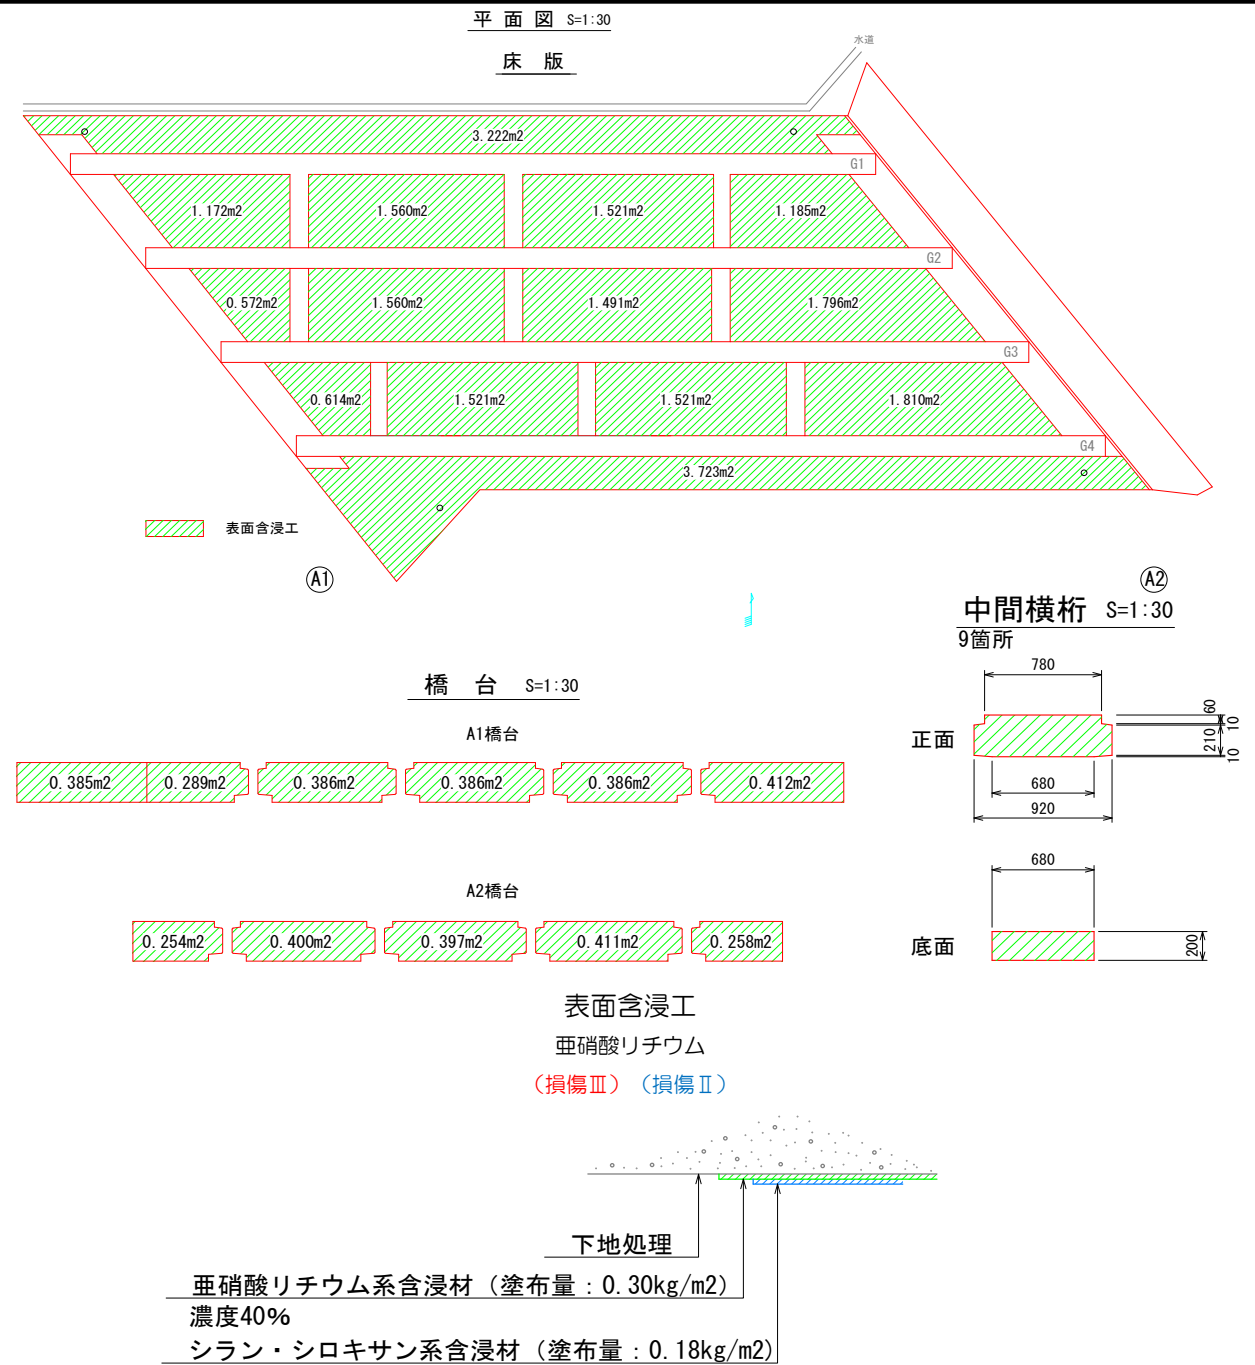 平面図 S=1:30
床版
水道
3.222m2
G1
1.172m2 1.560m2 1.521m2 1.185m2
G2
0.572m2 1.560m2 1.491m2 1.796m2
G3
0.614m2 1.521m2 1.521m2 1.810m2
G4
3.723m2
表面含浸工
A1 A2
中間横桁 S=1:30
9箇所
780
正面
60
10
210
10
680
920
橋台 S=1:30
A1橋台
0.385m2 0.289m2 0.386m2 0.386m2 0.386m2 0.412m2
A2橋台
0.254m2 0.400m2 0.397m2 0.411m2 0.258m2
680
底面
200
表面含浸工
亜硝酸リチウム
(損傷Ⅲ) (損傷Ⅱ)
下地処理
亜硝酸リチウム系含浸材(塗布量:0.30kg/m2)
濃度40%
シラン・シロキサン系含浸材(塗布量:0.18kg/m2)